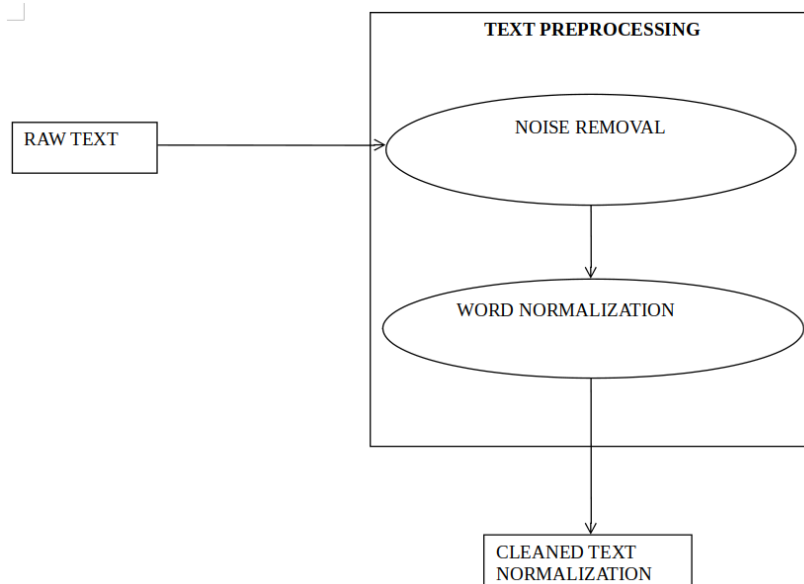 TEXT PREPROCESSING
RAW TEXT
NOISE REMOVAL
WORD NORMALIZATION
CLEANED TEXT
NORMALIZATION